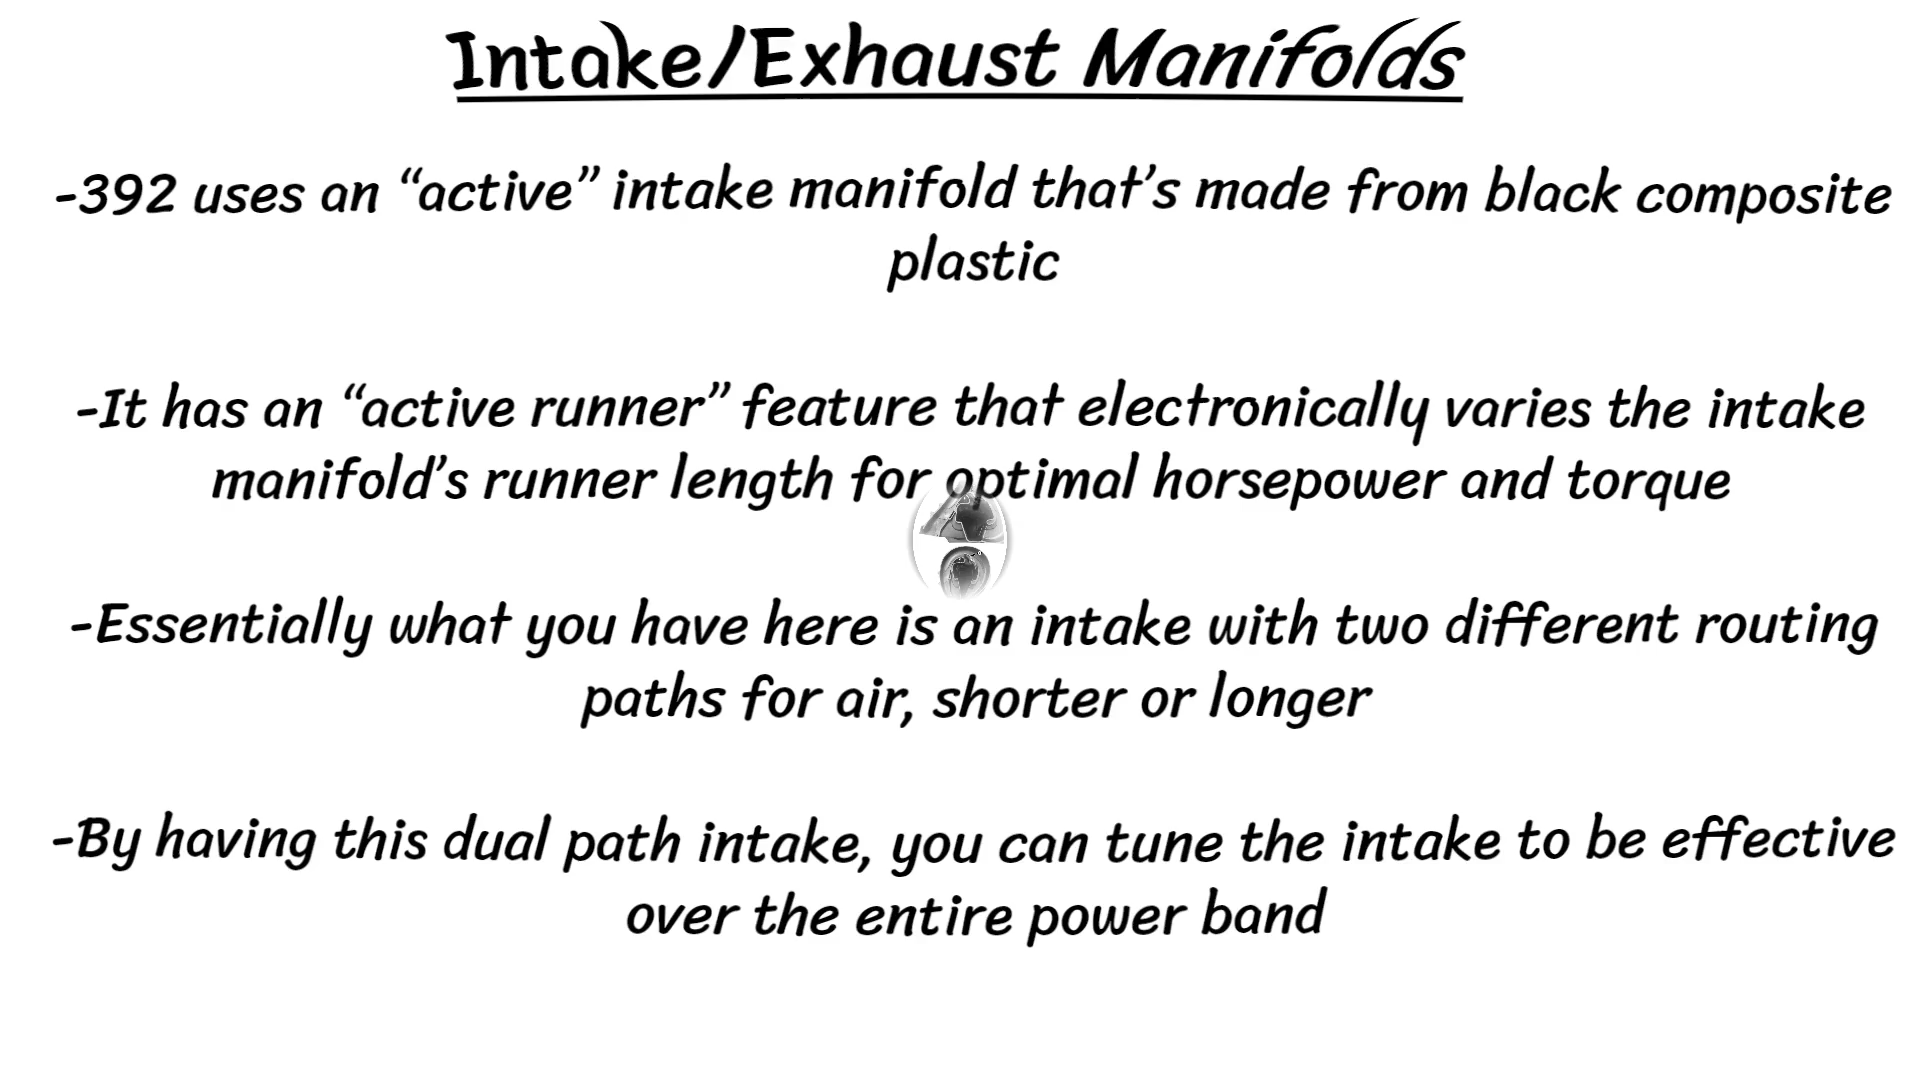 Intake/Exhaust Manifolds
-392 uses an “active” intake manifold that’s made from black composite
plastic
-It has an “active runner” feature that electronically varies the intake
manifold’s runner length for optimal horsepower and torque
-Essentially what you have here is an intake with two different routing
paths for air, shorter or longer
-By having this dual path intake, you can tune the intake to be effective
over the entire power band